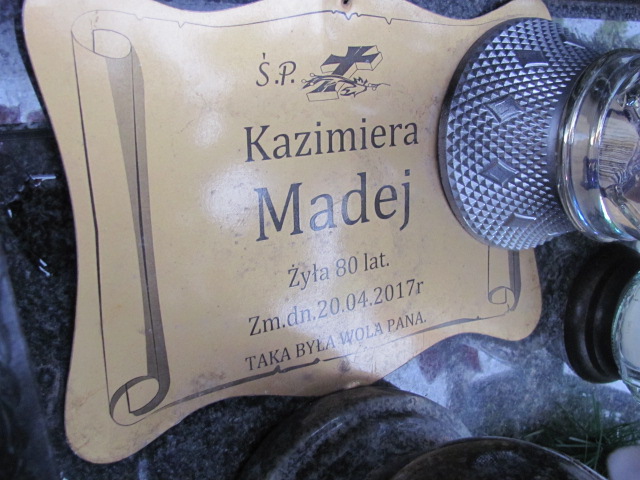 Ś.P.
Kazimiera
Madej
Żyła 80 lat.
Zm.dn.20.04.2017r
TAKA BYŁA WOLA PANA.